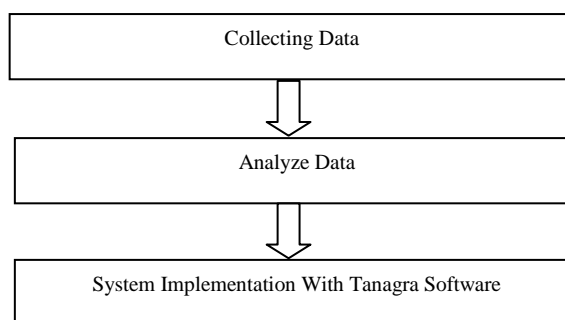 Collecting Data
Analyze Data
System Implementation With Tanagra Software